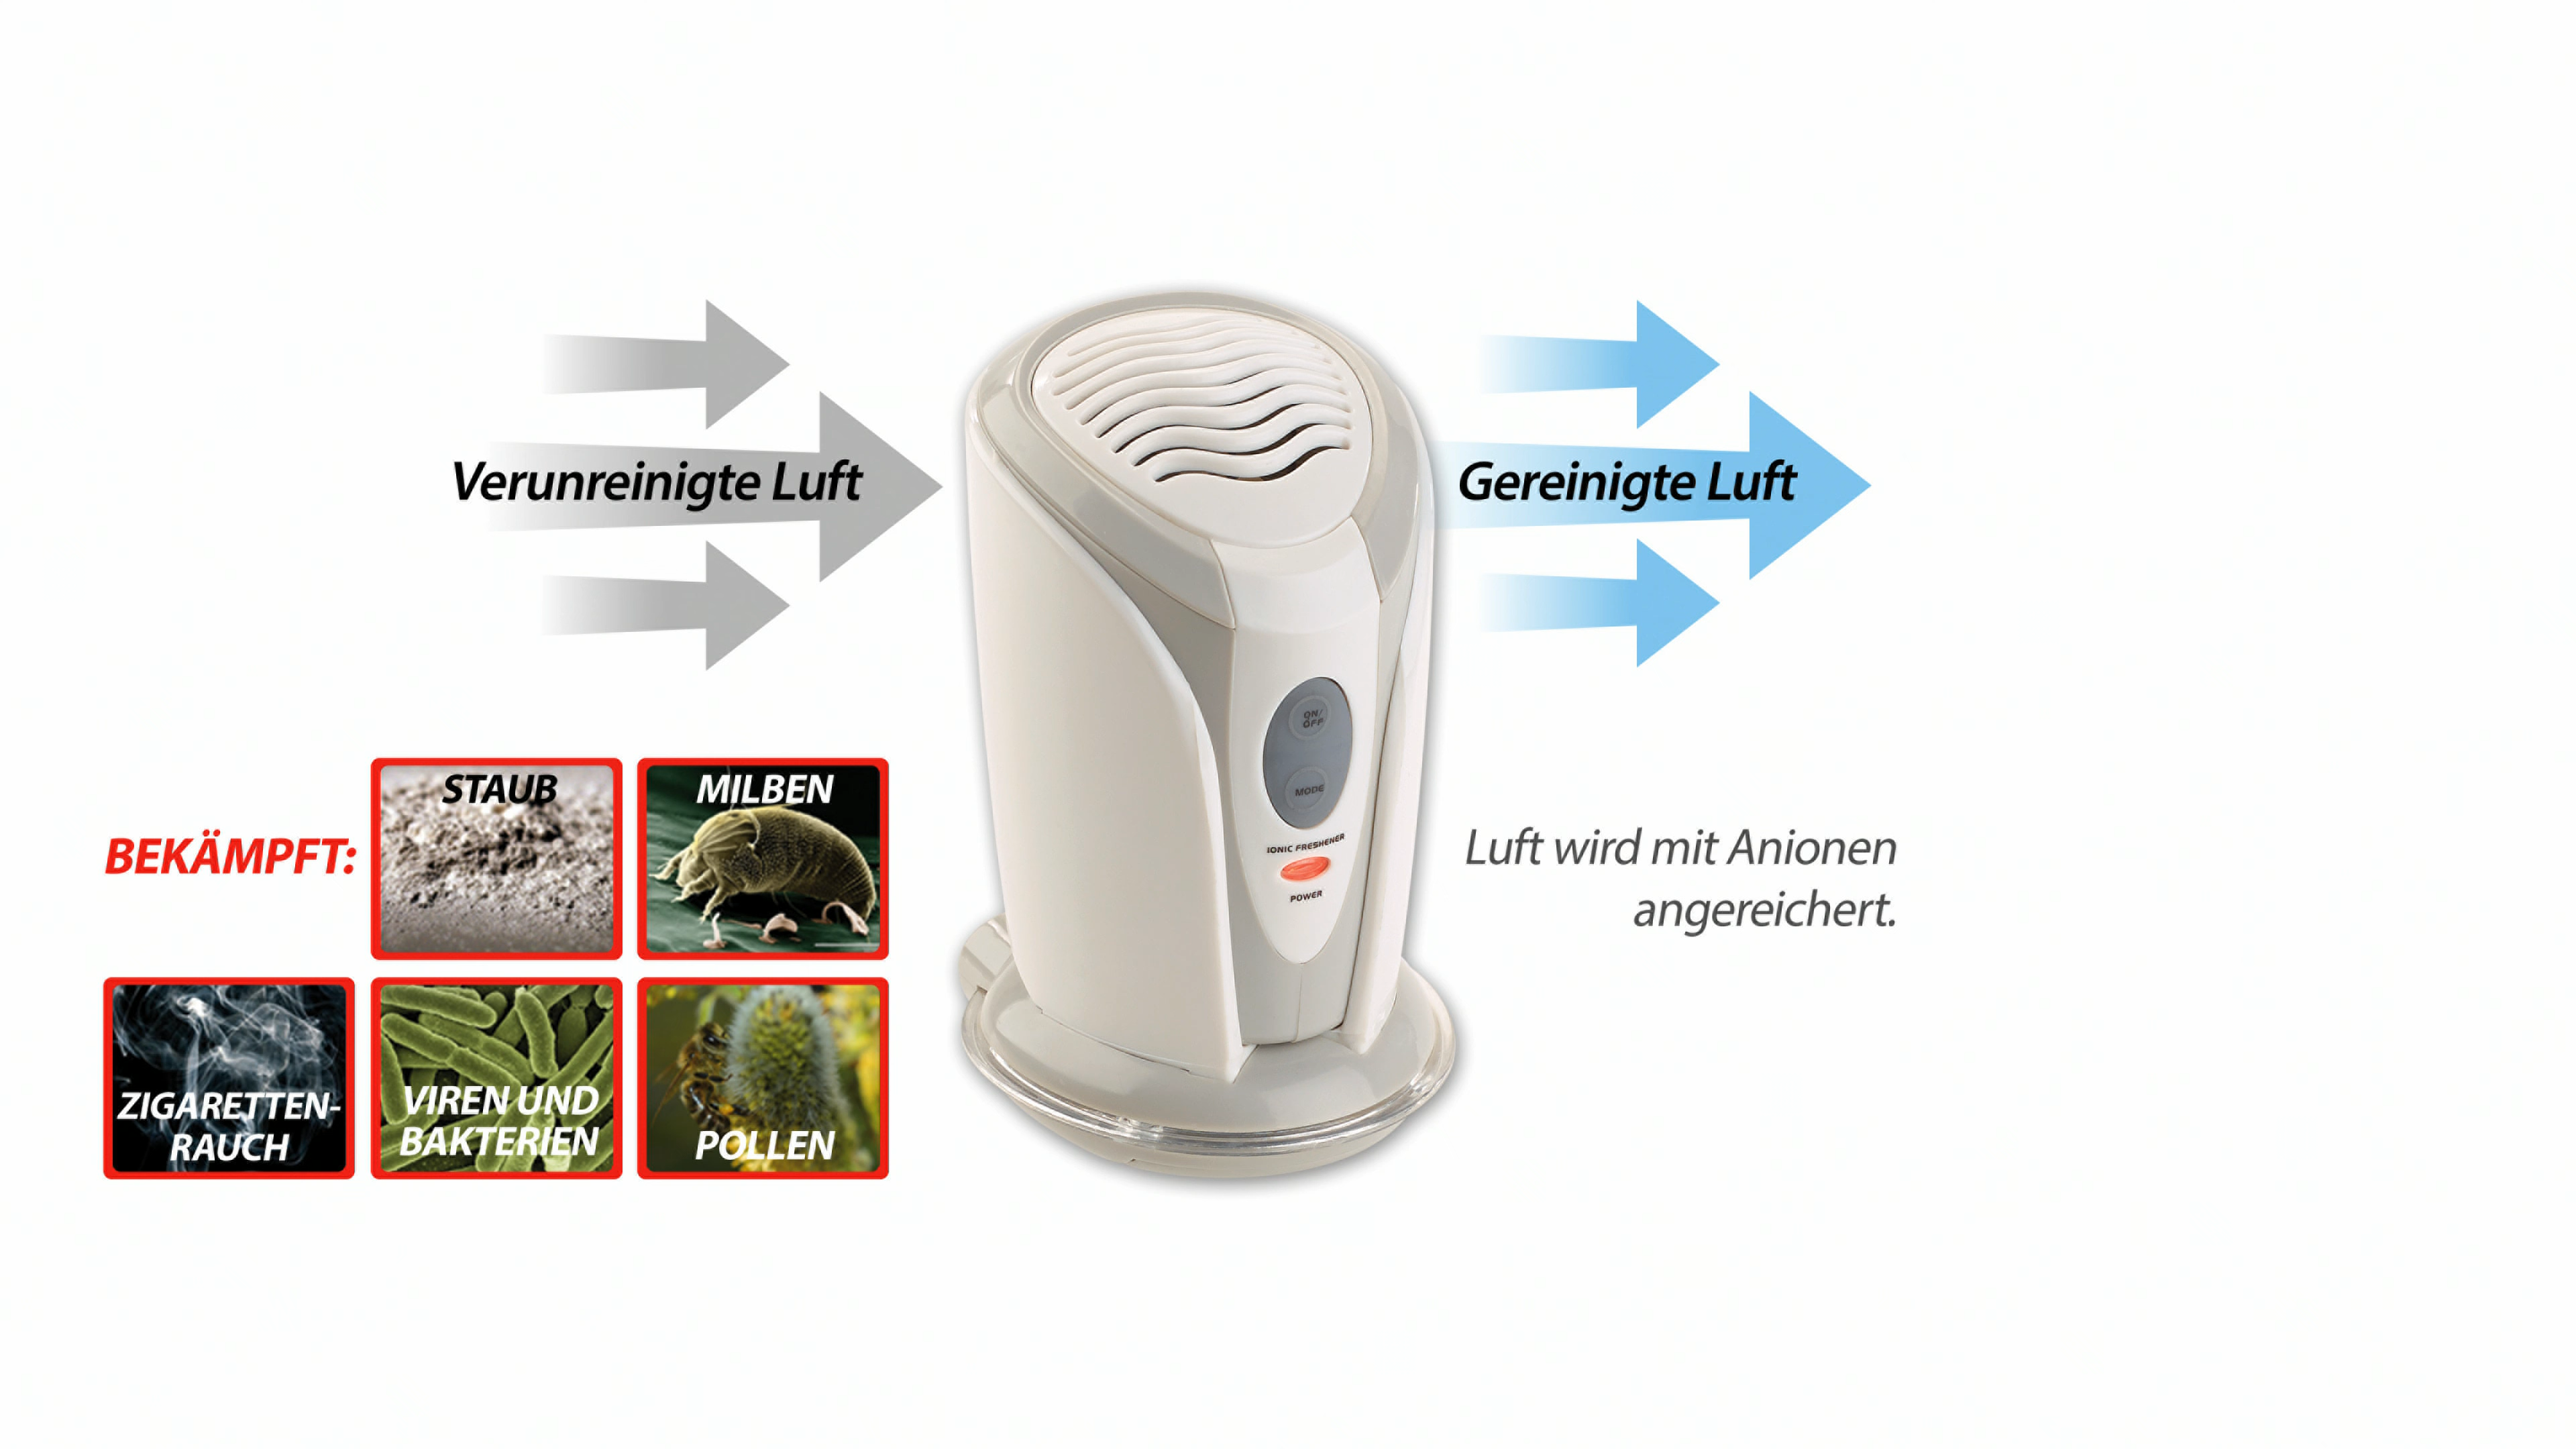 Verunreinigte Luft
Gereinigte Luft
BEKÄMPFT:
STAUB
MILBEN
ZIGARETTEN-
RAUCH
VIREN UND
BAKTERIEN
POLLEN
ON/
OFF
MODE
IONIC FRESHENER
POWER
Luft wird mit Anionen
angereichert.